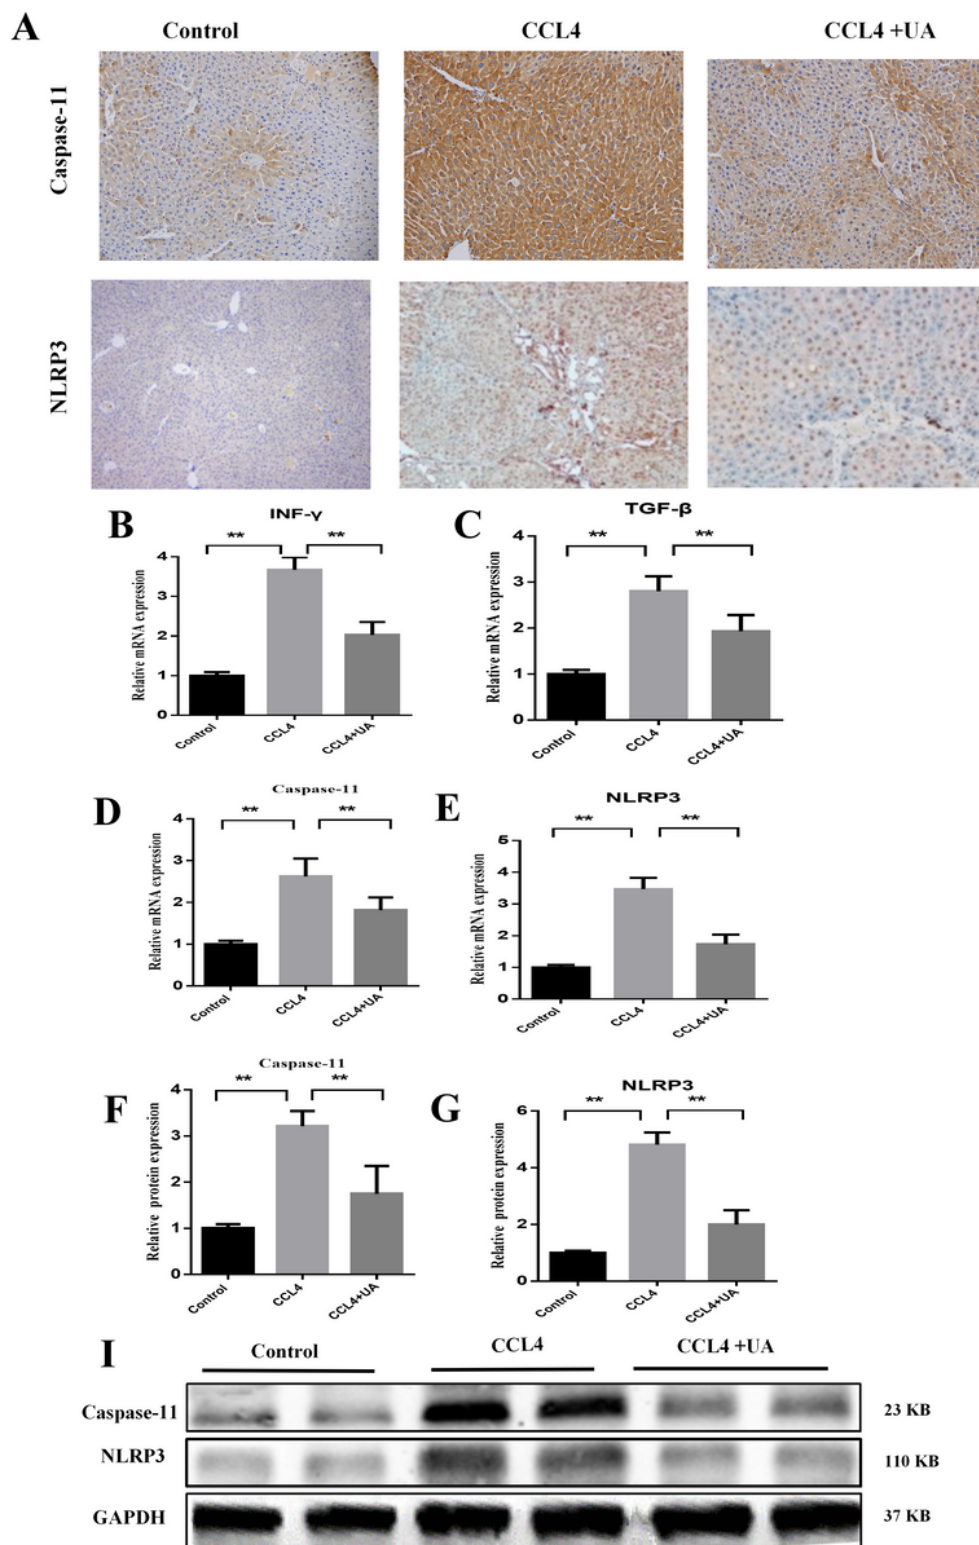 A
Control
CCL4
CCL4 +UA
Caspase-11
NLRP3
B
INF-γ
** **
Relative mRNA expression
4
3
2
1
0
Control
CCL4
CCL4+UA
C
TGF-β
** **
Relative mRNA expression
4
3
2
1
0
Control
CCL4
CCL4+UA
D
Caspase-11
** **
Relative mRNA expression
4
3
2
1
0
Control
CCL4
CCL4+UA
E
NLRP3
** **
Relative mRNA expression
5
4
3
2
1
0
Control
CCL4
CCL4+UA
F
Caspase-11
** **
Relative protein expression
4
3
2
1
0
Control
CCL4
CCL4+UA
G
NLRP3
** **
Relative protein expression
6
4
2
0
Control
CCL4
CCL4+UA
I
Control
CCL4
CCL4 +UA
Caspase-11
23 KB
NLRP3
110 KB
GAPDH
37 KB